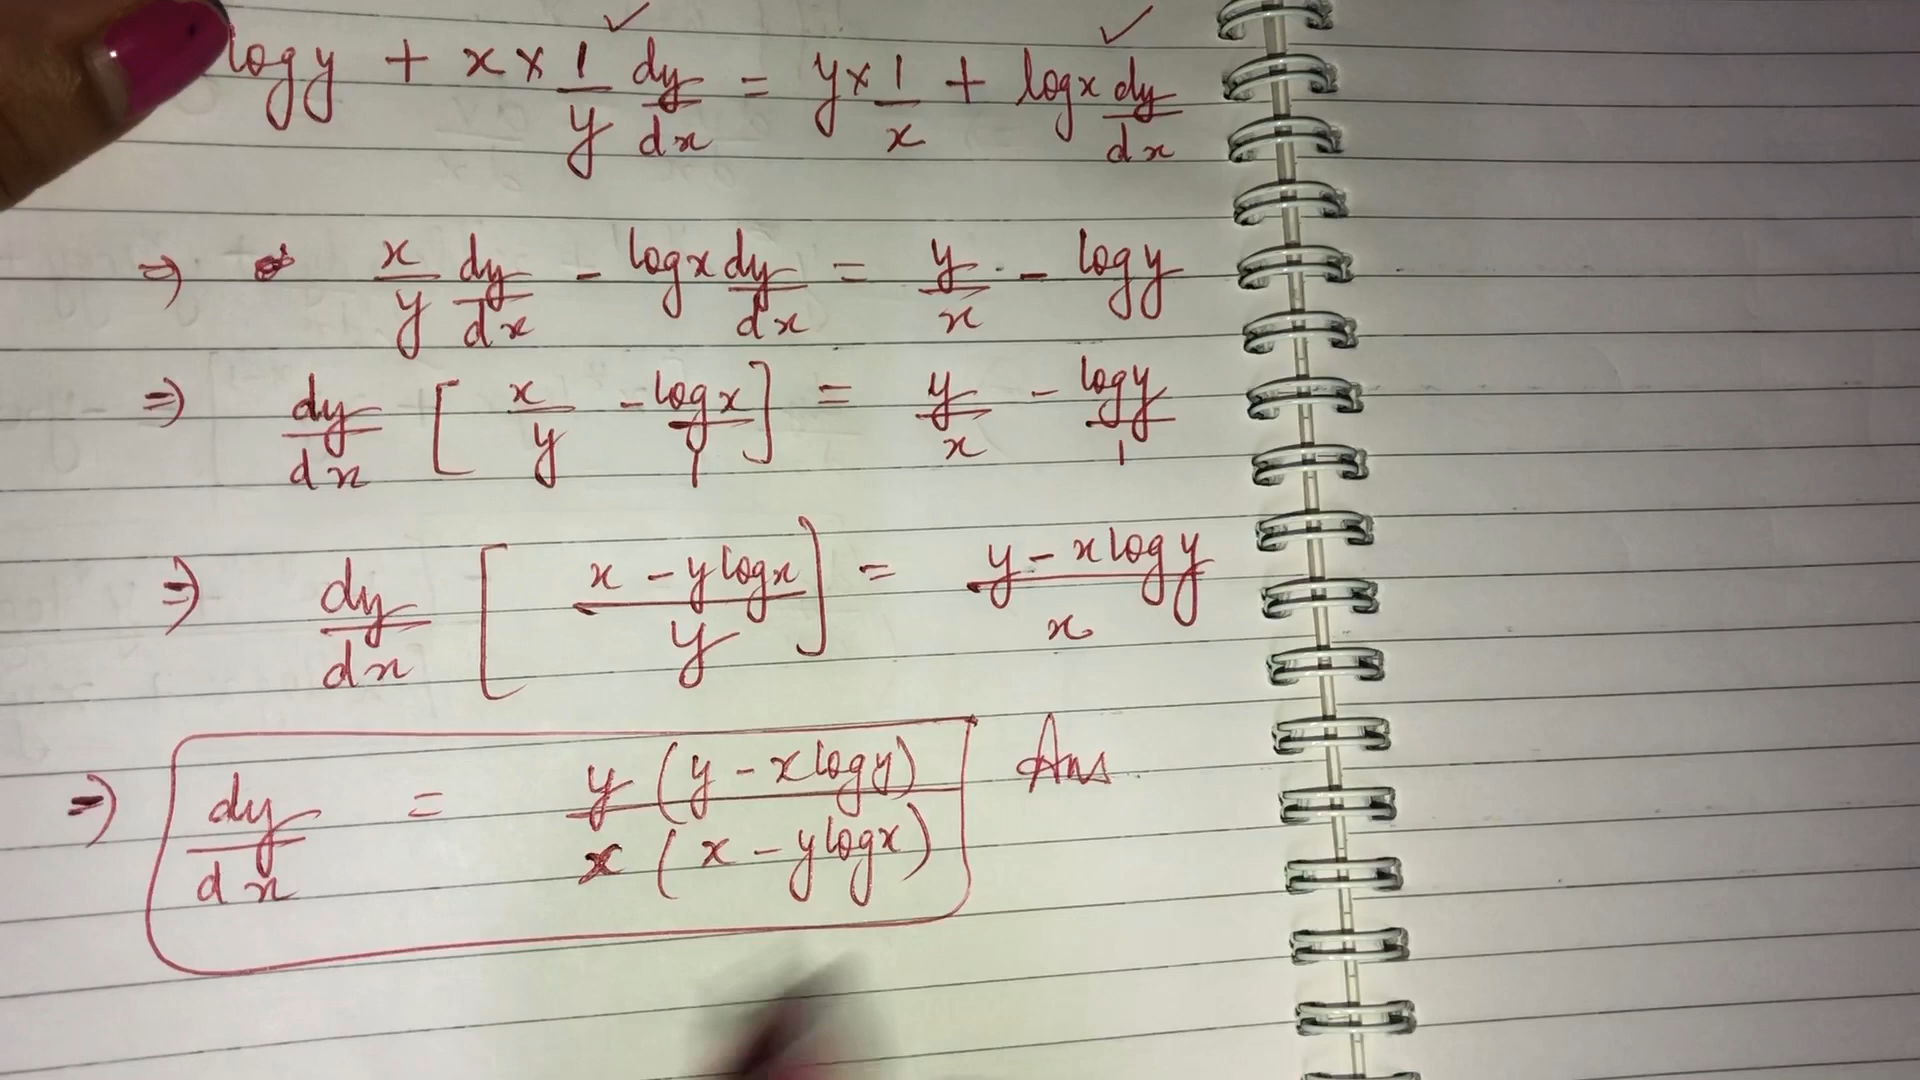 log y + x × 1/y dy/dx = y × 1/x + log x dy/dx
⇒ x/y dy/dx - log x dy/dx = y/x - log y
⇒ dy/dx [ x/y - log x/1 ] = y/x - log y/1
⇒ dy/dx [ x - y log x / y ] = y - x log y / x
⇒ dy/dx = y (y - x log y) / x (x - y log x) Ans